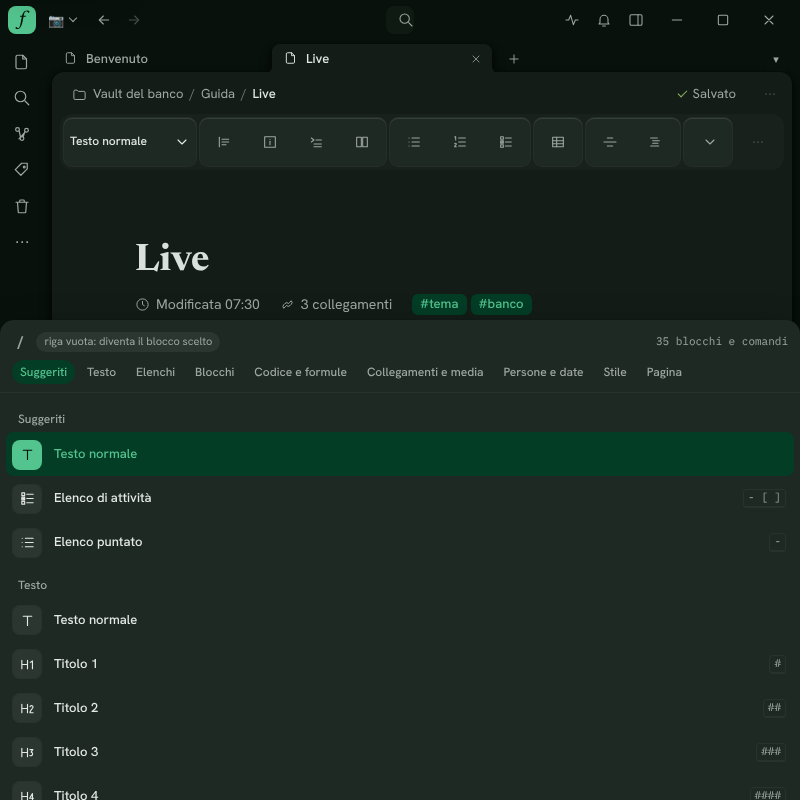 f
Benvenuto
Live
Vault del banco / Guida / Live
Salvato
Testo normale
Live
Modificata 07:30
3 collegamenti
#tema
#banco
/
riga vuota: diventa il blocco scelto
35 blocchi e comandi
Suggeriti
Testo
Elenchi
Blocchi
Codice e formule
Collegamenti e media
Persone e date
Stile
Pagina
Suggeriti
T Testo normale
Elenco di attività - [ ]
Elenco puntato -
Testo
T Testo normale
H1 Titolo 1 #
H2 Titolo 2 ##
H3 Titolo 3 ###
H4 Titolo 4 ####